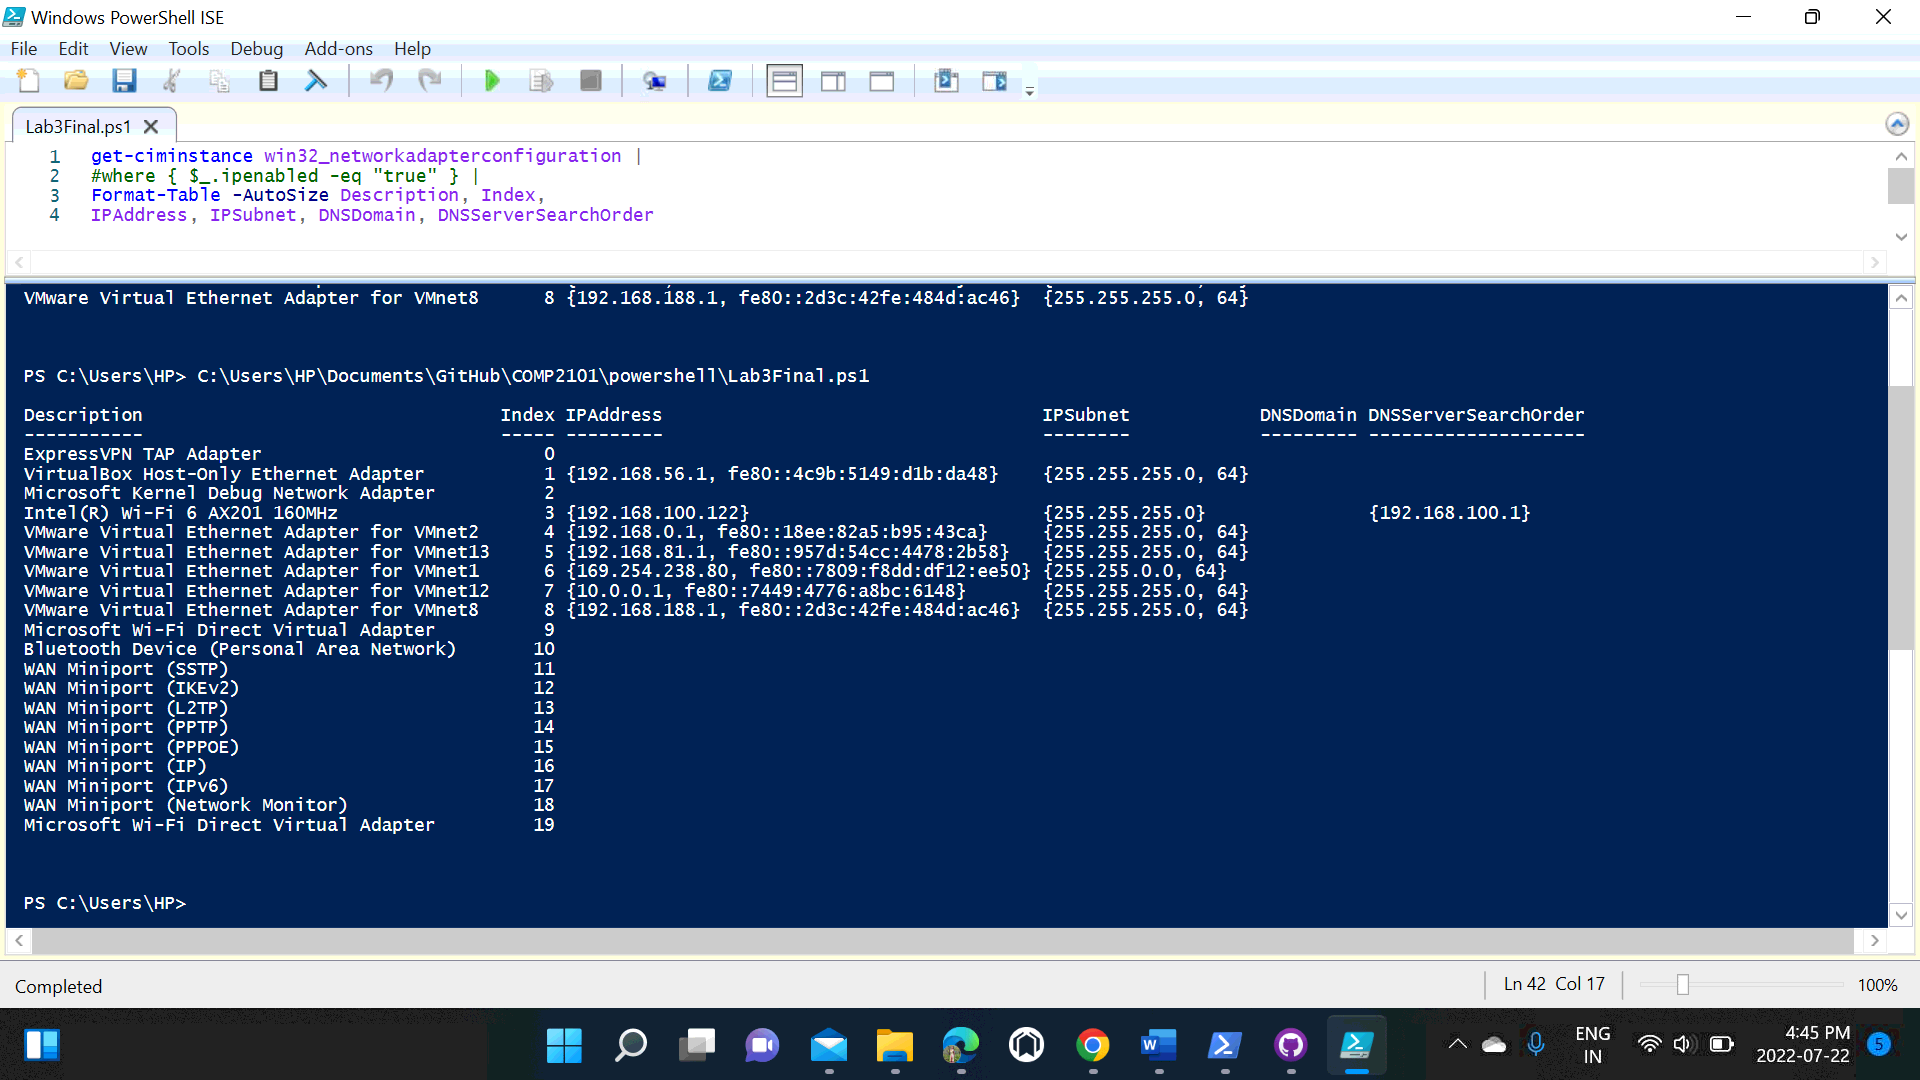 Windows PowerShell ISE
File Edit View Tools Debug Add-ons Help
Lab3Final.ps1
1 get-ciminstance win32_networkadapterconfiguration |
2 #where { $_.ipenabled -eq "true" } |
3 Format-Table -AutoSize Description, Index,
4 IPAddress, IPSubnet, DNSDomain, DNSServerSearchOrder
VMware Virtual Ethernet Adapter for VMnet8 8 {192.168.188.1, fe80::2d3c:42fe:484d:ac46} {255.255.255.0, 64}
PS C:\Users\HP> C:\Users\HP\Documents\GitHub\COMP2101\powershell\Lab3Final.ps1
Description Index IPAddress IPSubnet DNSDomain DNSServerSearchOrder
----------- ----- --------- -------- --------- --------------------
ExpressVPN TAP Adapter 0
VirtualBox Host-Only Ethernet Adapter 1 {192.168.56.1, fe80::4c9b:5149:d1b:da48} {255.255.255.0, 64}
Microsoft Kernel Debug Network Adapter 2
Intel(R) Wi-Fi 6 AX201 160MHz 3 {192.168.100.122} {255.255.255.0} {192.168.100.1}
VMware Virtual Ethernet Adapter for VMnet2 4 {192.168.0.1, fe80::18ee:82a5:b95:43ca} {255.255.255.0, 64}
VMware Virtual Ethernet Adapter for VMnet13 5 {192.168.81.1, fe80::957d:54cc:4478:2b58} {255.255.255.0, 64}
VMware Virtual Ethernet Adapter for VMnet1 6 {169.254.238.80, fe80::7809:f8dd:df12:ee50} {255.255.0.0, 64}
VMware Virtual Ethernet Adapter for VMnet12 7 {10.0.0.1, fe80::7449:4776:a8bc:6148} {255.255.255.0, 64}
VMware Virtual Ethernet Adapter for VMnet8 8 {192.168.188.1, fe80::2d3c:42fe:484d:ac46} {255.255.255.0, 64}
Microsoft Wi-Fi Direct Virtual Adapter 9
Bluetooth Device (Personal Area Network) 10
WAN Miniport (SSTP) 11
WAN Miniport (IKEv2) 12
WAN Miniport (L2TP) 13
WAN Miniport (PPTP) 14
WAN Miniport (PPPOE) 15
WAN Miniport (IP) 16
WAN Miniport (IPv6) 17
WAN Miniport (Network Monitor) 18
Microsoft Wi-Fi Direct Virtual Adapter 19
PS C:\Users\HP>
Completed Ln 42 Col 17 100%
ENG
IN
4:45 PM
2022-07-22
5